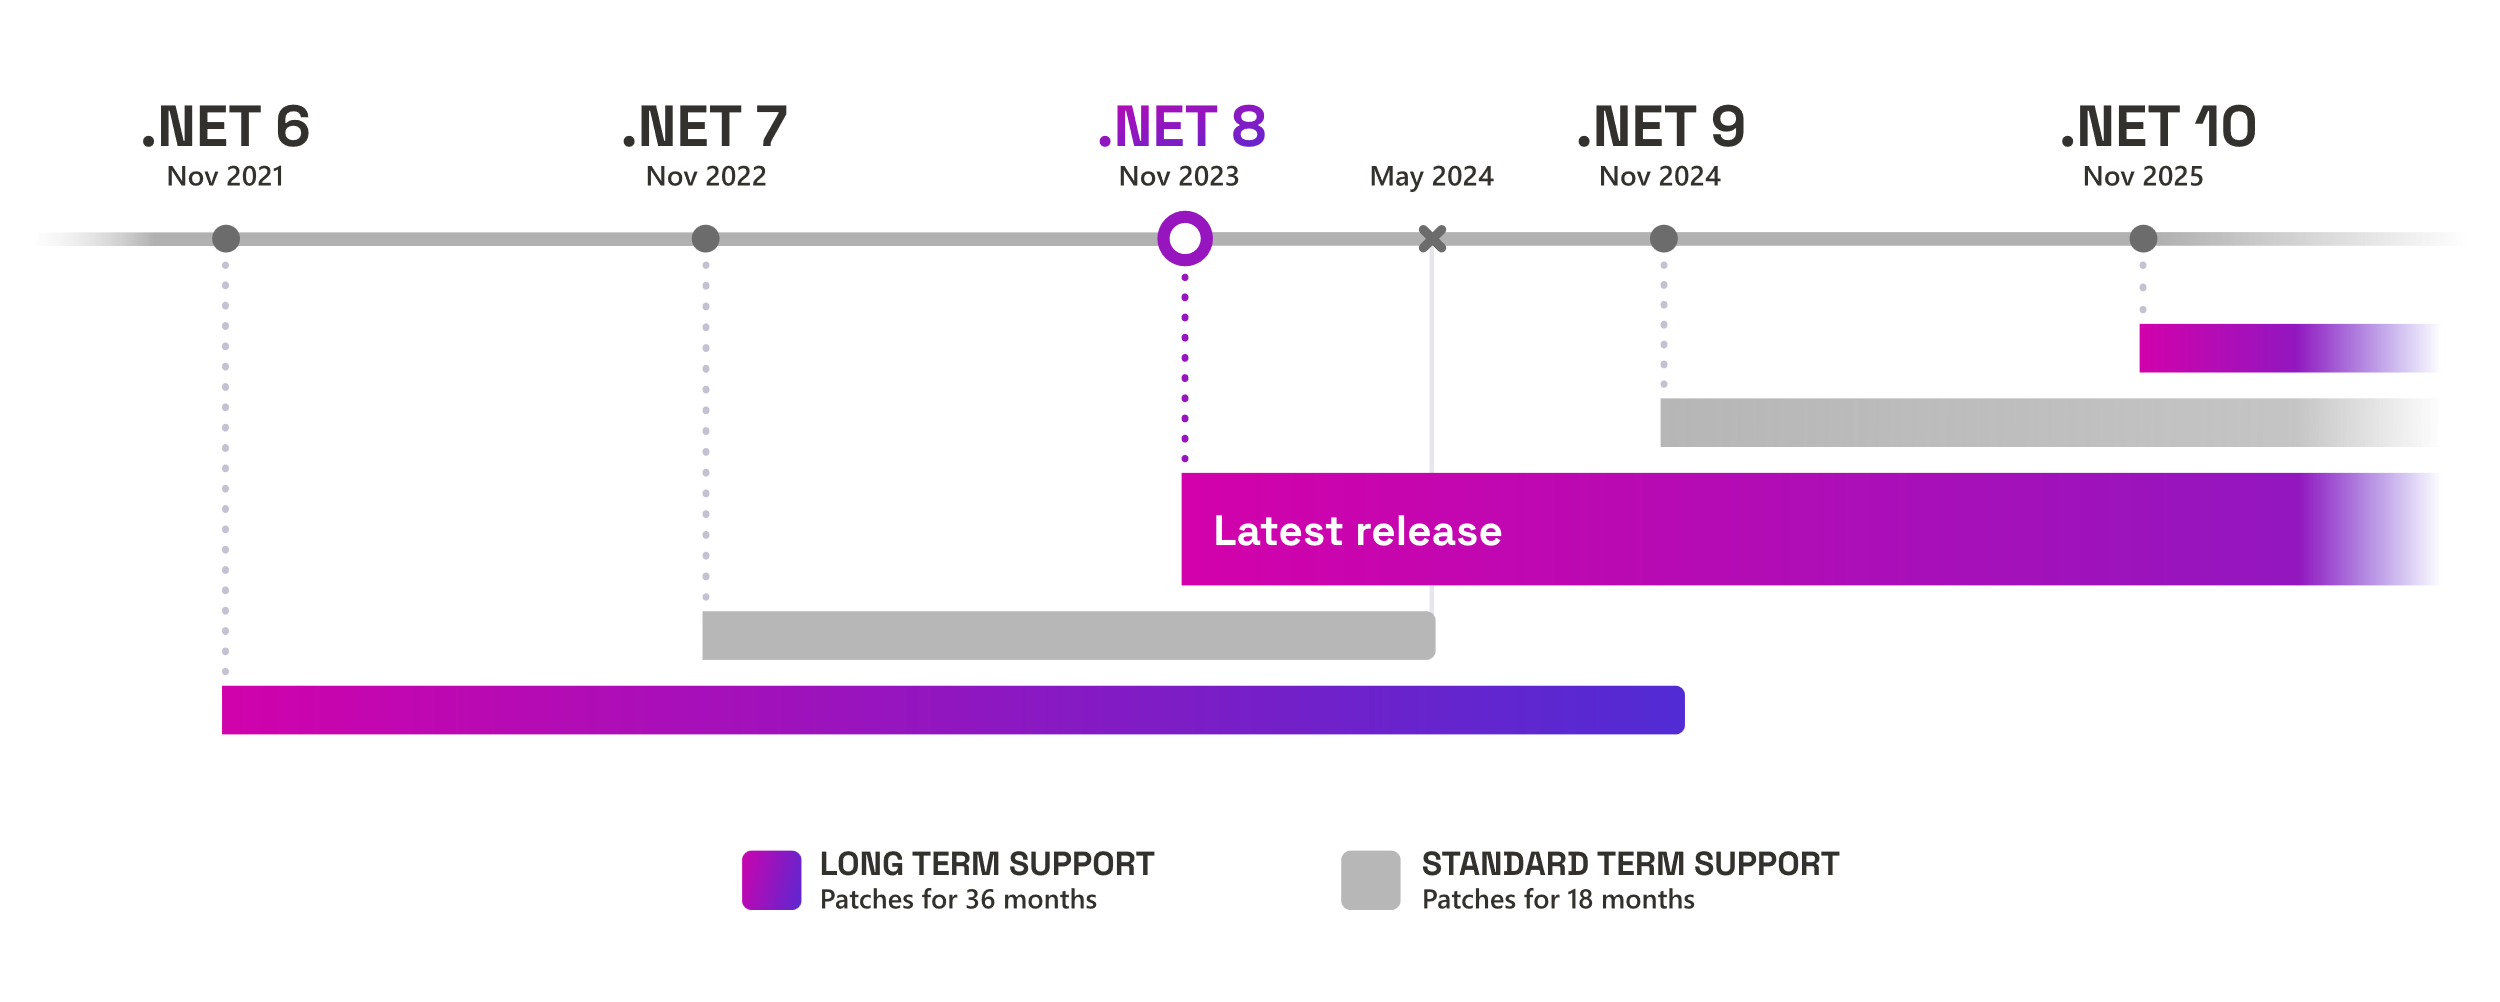 .NET 6
Nov 2021
.NET 7
Nov 2022
.NET 8
Nov 2023
May 2024
.NET 9
Nov 2024
.NET 10
Nov 2025
Latest release
LONG TERM SUPPORT
Patches for 36 months
STANDARD TERM SUPPORT
Patches for 18 months